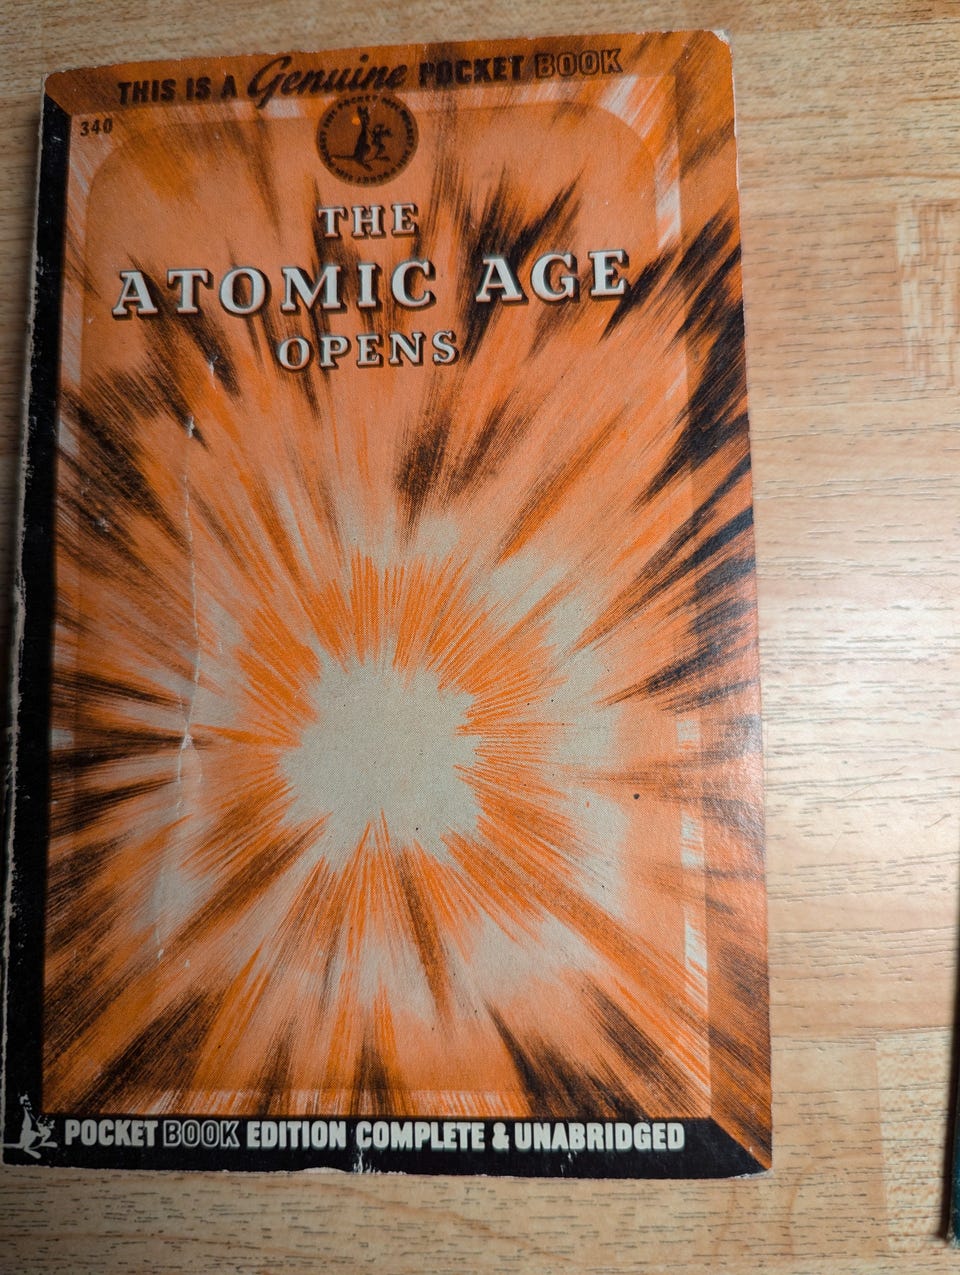 THIS IS A Genuine POCKET BOOK
340
THE
ATOMIC AGE
OPENS
POCKET BOOK EDITION COMPLETE & UNABRIDGED